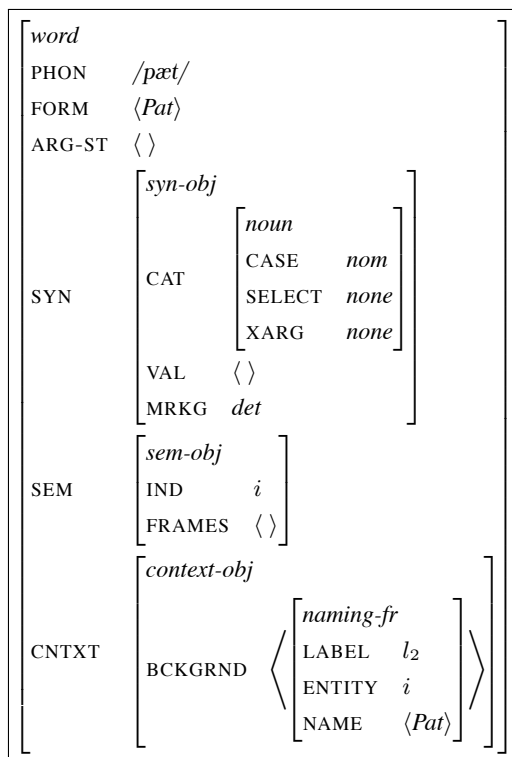 word
PHON /pæt/
FORM ⟨Pat⟩
ARG-ST ⟨ ⟩
syn-obj
noun
CASE nom
CAT
SELECT none
SYN
XARG none
VAL ⟨ ⟩
MRKG det
sem-obj
SEM IND i
FRAMES ⟨ ⟩
context-obj
naming-fr
LABEL l₂
CNTXT
BCKGRND
ENTITY i
NAME ⟨Pat⟩